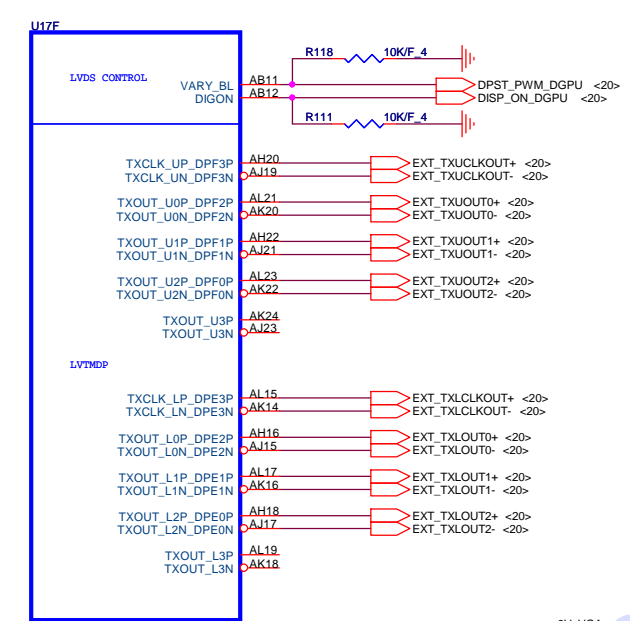 U17F
R118 10K/F_4
LVDS CONTROL
VARY_BL AB11 DPST_PWM_DGPU <20>
DIGON AB12 DISP_ON_DGPU <20>
R111 10K/F_4
TXCLK_UP_DPF3P AH20 EXT_TXUCLKOUT+ <20>
TXCLK_UN_DPF3N AJ19 EXT_TXUCLKOUT- <20>
TXOUT_U0P_DPF2P AL21 EXT_TXUOUT0+ <20>
TXOUT_U0N_DPF2N AK20 EXT_TXUOUT0- <20>
TXOUT_U1P_DPF1P AH22 EXT_TXUOUT1+ <20>
TXOUT_U1N_DPF1N AJ21 EXT_TXUOUT1- <20>
TXOUT_U2P_DPF0P AL23 EXT_TXUOUT2+ <20>
TXOUT_U2N_DPF0N AK22 EXT_TXUOUT2- <20>
TXOUT_U3P AK24
TXOUT_U3N AJ23
LVTMDP
TXCLK_LP_DPE3P AL15 EXT_TXLCLKOUT+ <20>
TXCLK_LN_DPE3N AK14 EXT_TXLCLKOUT- <20>
TXOUT_L0P_DPE2P AH16 EXT_TXLOUT0+ <20>
TXOUT_L0N_DPE2N AJ15 EXT_TXLOUT0- <20>
TXOUT_L1P_DPE1P AL17 EXT_TXLOUT1+ <20>
TXOUT_L1N_DPE1N AK16 EXT_TXLOUT1- <20>
TXOUT_L2P_DPE0P AH18 EXT_TXLOUT2+ <20>
TXOUT_L2N_DPE0N AJ17 EXT_TXLOUT2- <20>
TXOUT_L3P AL19
TXOUT_L3N AK18